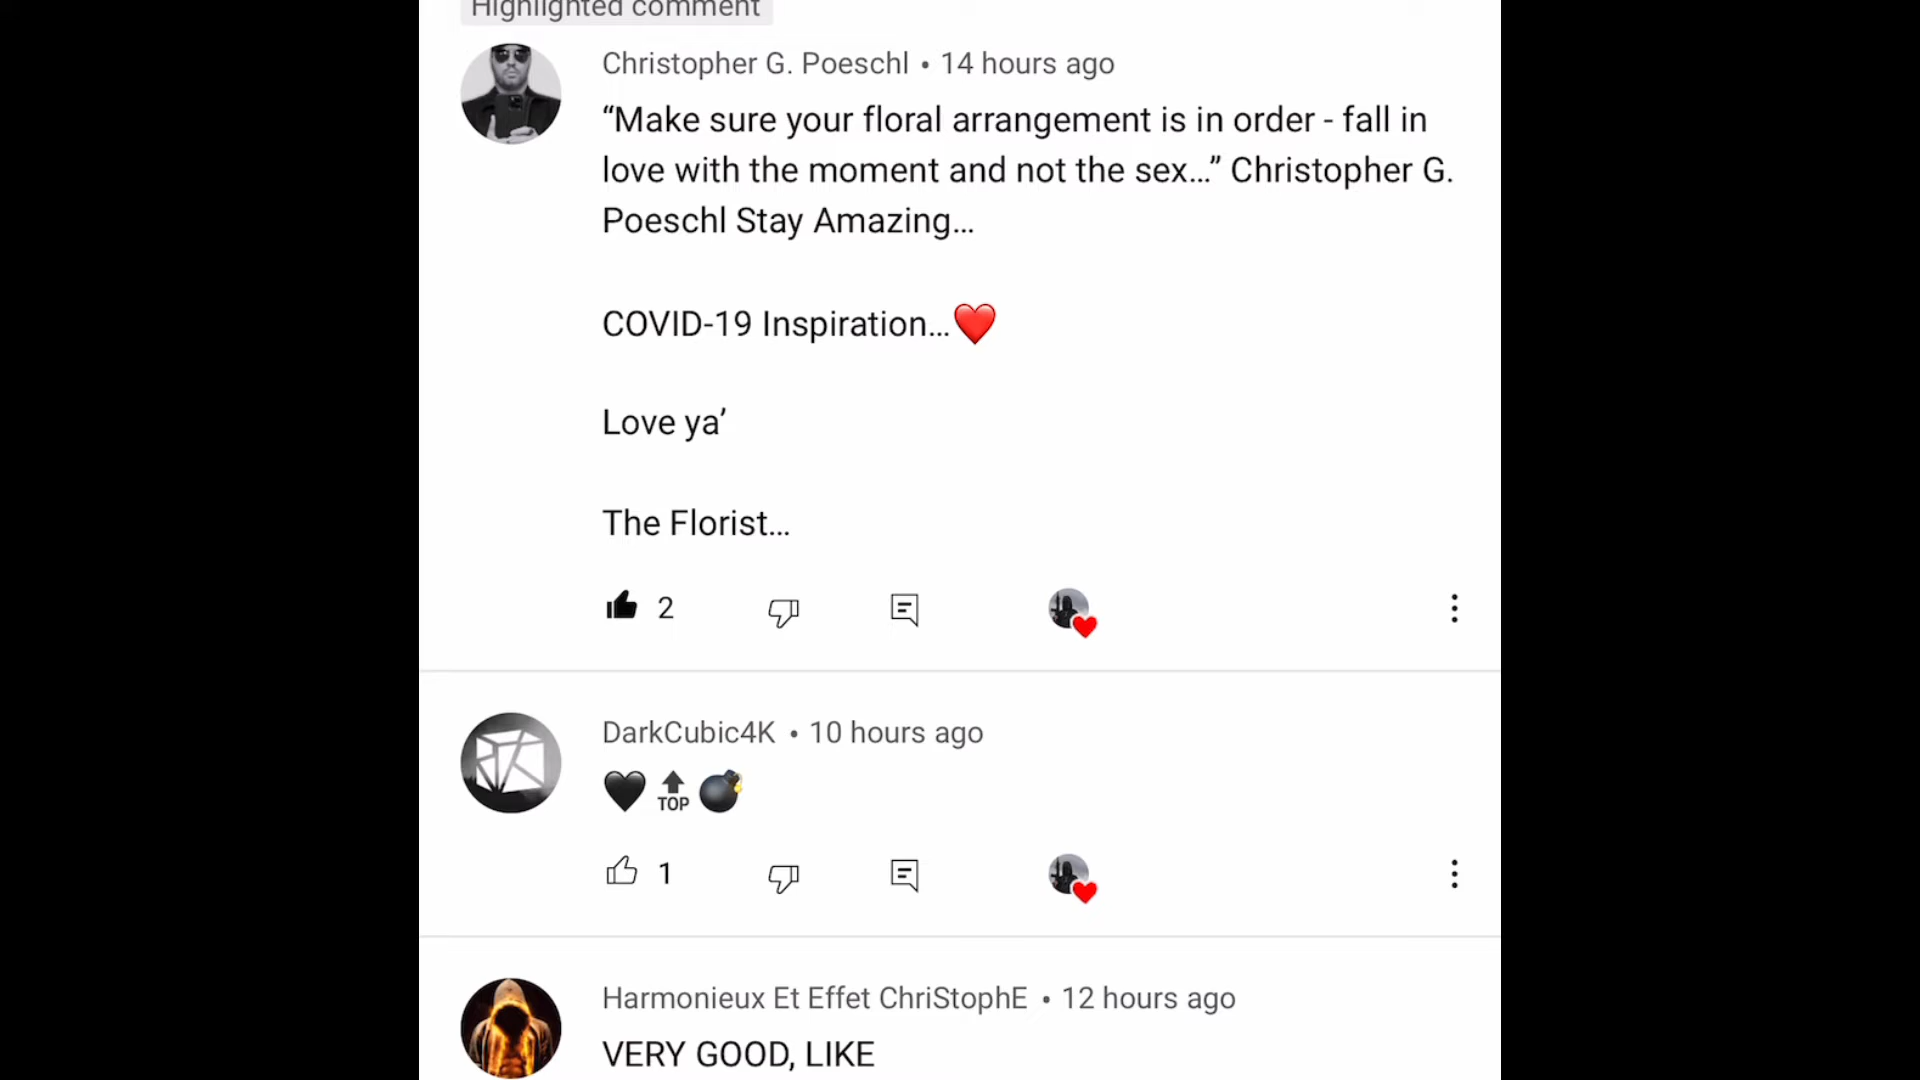 Highlighted comment
Christopher G. Poeschl • 14 hours ago
“Make sure your floral arrangement is in order - fall in
love with the moment and not the sex…” Christopher G.
Poeschl Stay Amazing…
COVID-19 Inspiration…❤️
Love ya’
The Florist…
2
DarkCubic4K • 10 hours ago
🖤🔝💣
1
Harmonieux Et Effet ChriStophE • 12 hours ago
VERY GOOD, LIKE